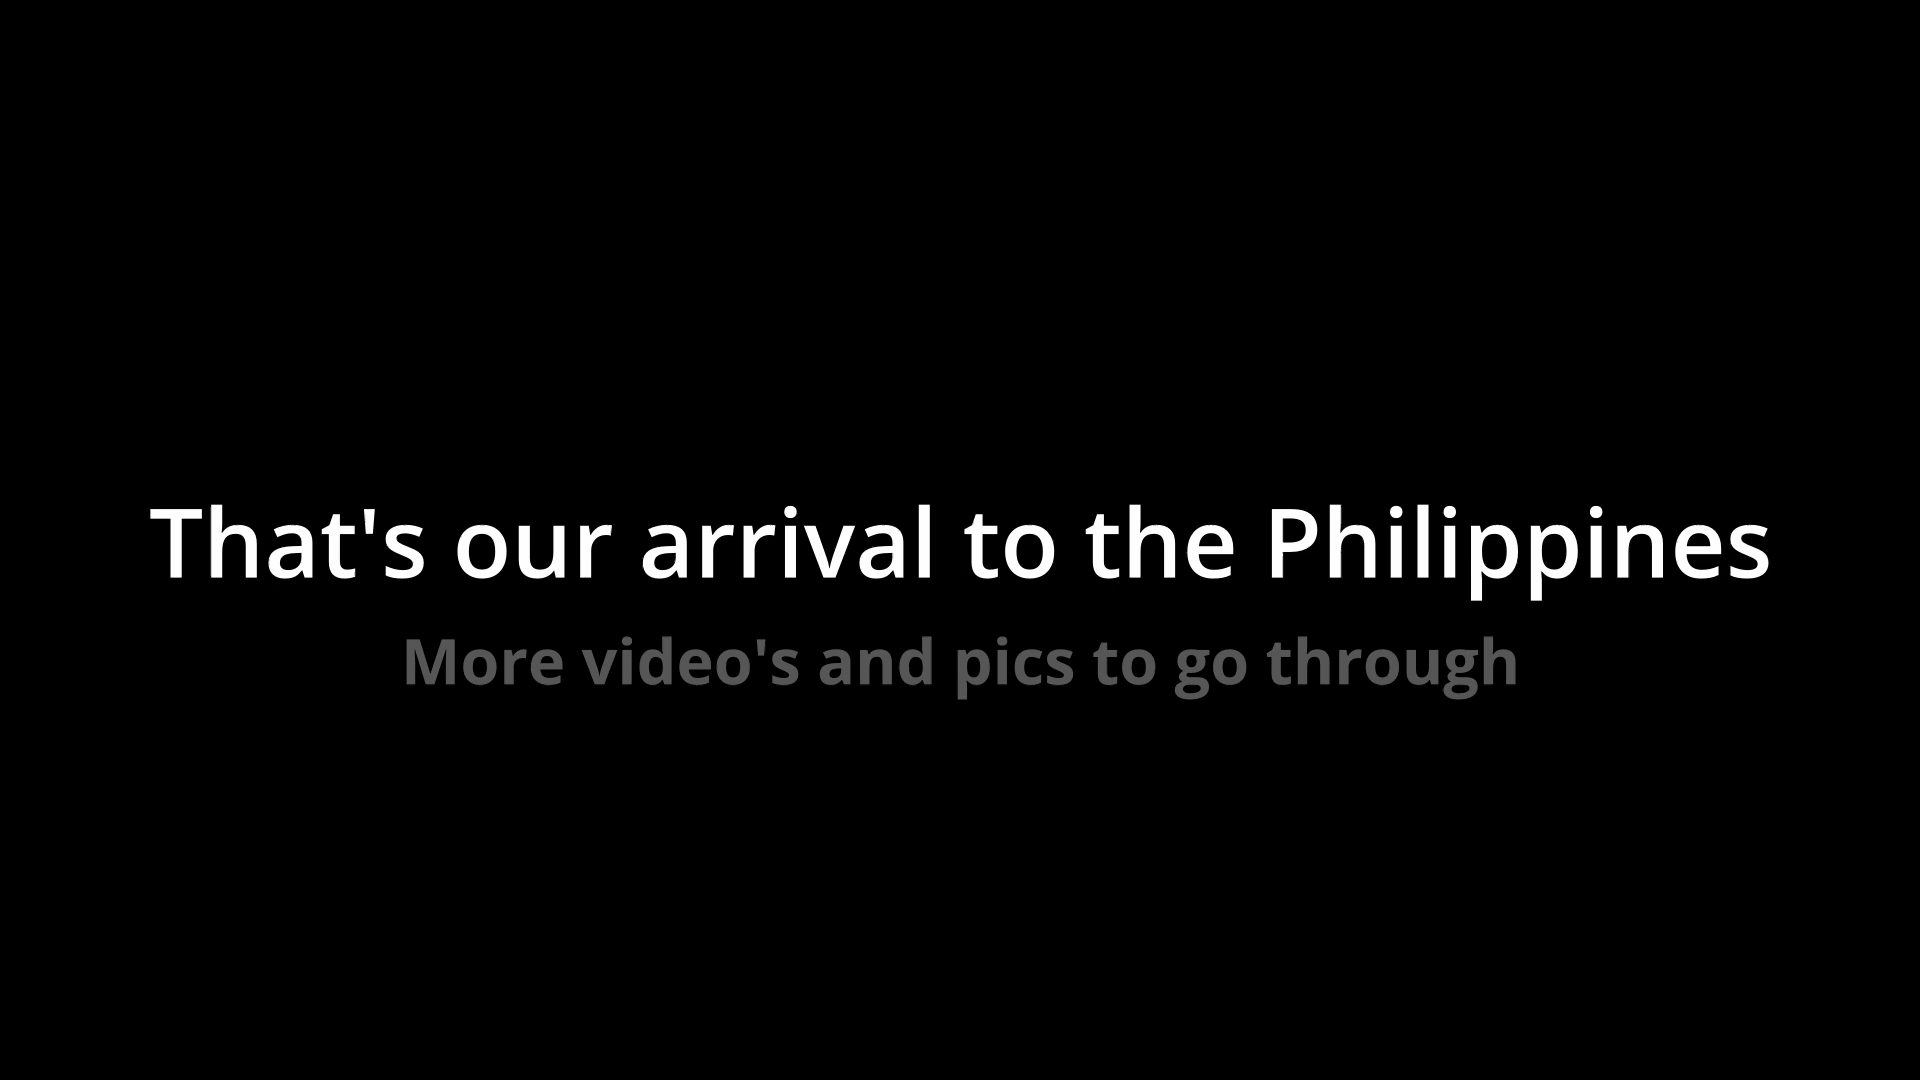 That's our arrival to the Philippines
More video's and pics to go through